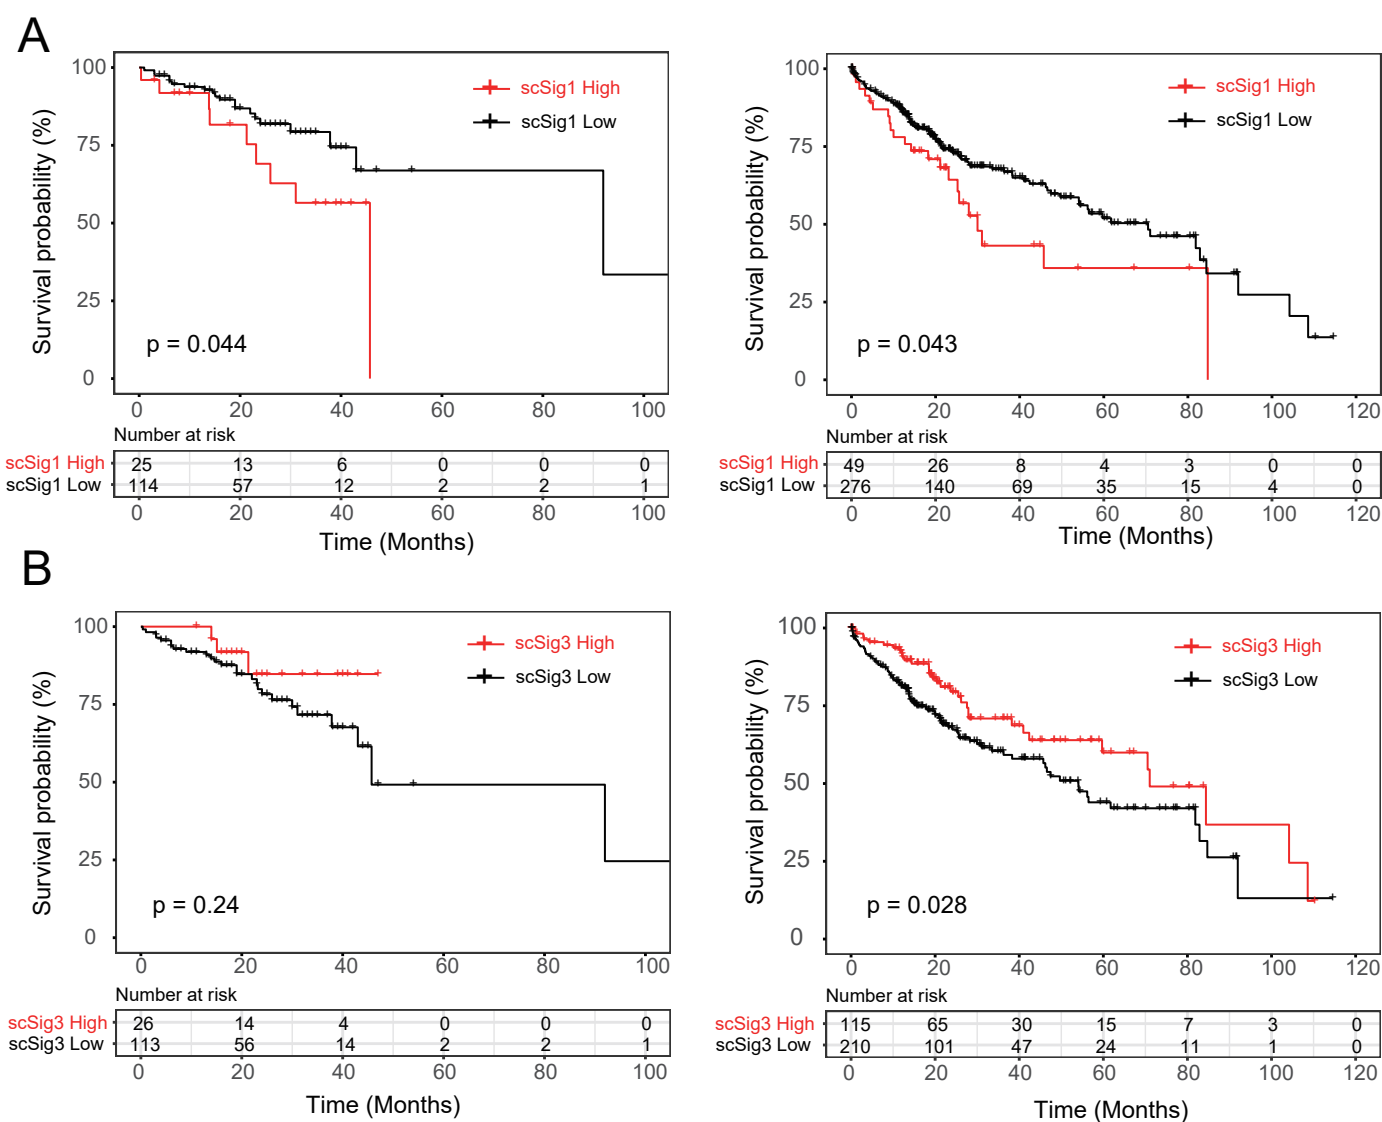 A
Survival probability (%)
100
75
50
25
0
scSig1 High
scSig1 Low
p = 0.044
0 20 40 60 80 100
Number at risk
scSig1 High 25 13 6 0 0 0
scSig1 Low 114 57 12 2 2 1
0 20 40 60 80 100
Time (Months)
Survival probability (%)
100
75
50
25
0
scSig1 High
scSig1 Low
p = 0.043
0 20 40 60 80 100 120
Number at risk
scSig1 High 49 26 8 4 3 0 0
scSig1 Low 276 140 69 35 15 4 0
0 20 40 60 80 100 120
Time (Months)
B
Survival probability (%)
100
75
50
25
0
scSig3 High
scSig3 Low
p = 0.24
0 20 40 60 80 100
Number at risk
scSig3 High 26 14 4 0 0 0
scSig3 Low 113 56 14 2 2 1
0 20 40 60 80 100
Time (Months)
Survival probability (%)
100
75
50
25
0
scSig3 High
scSig3 Low
p = 0.028
0 20 40 60 80 100 120
Number at risk
scSig3 High 115 65 30 15 7 3 0
scSig3 Low 210 101 47 24 11 1 0
0 20 40 60 80 100 120
Time (Months)